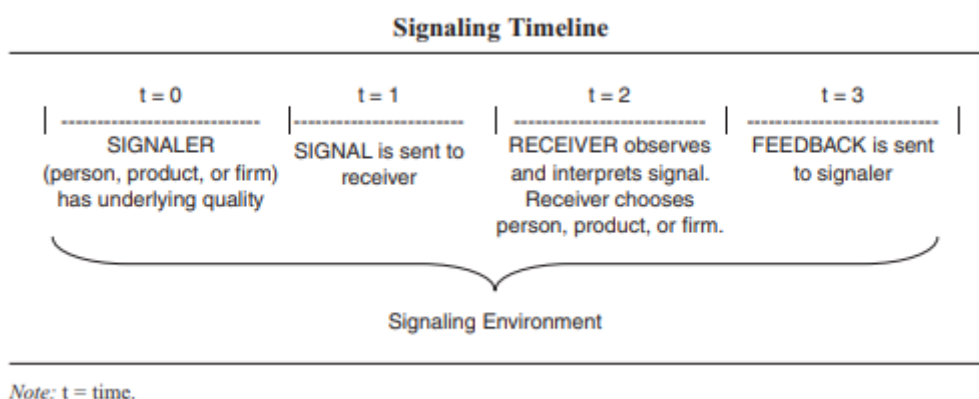 Signaling Timeline
t = 0 t = 1 t = 2 t = 3
SIGNALER
(person, product, or firm)
has underlying quality
SIGNAL is sent to
receiver
RECEIVER observes
and interprets signal.
Receiver chooses
person, product, or firm.
FEEDBACK is sent
to signaler
Signaling Environment
Note: t = time.